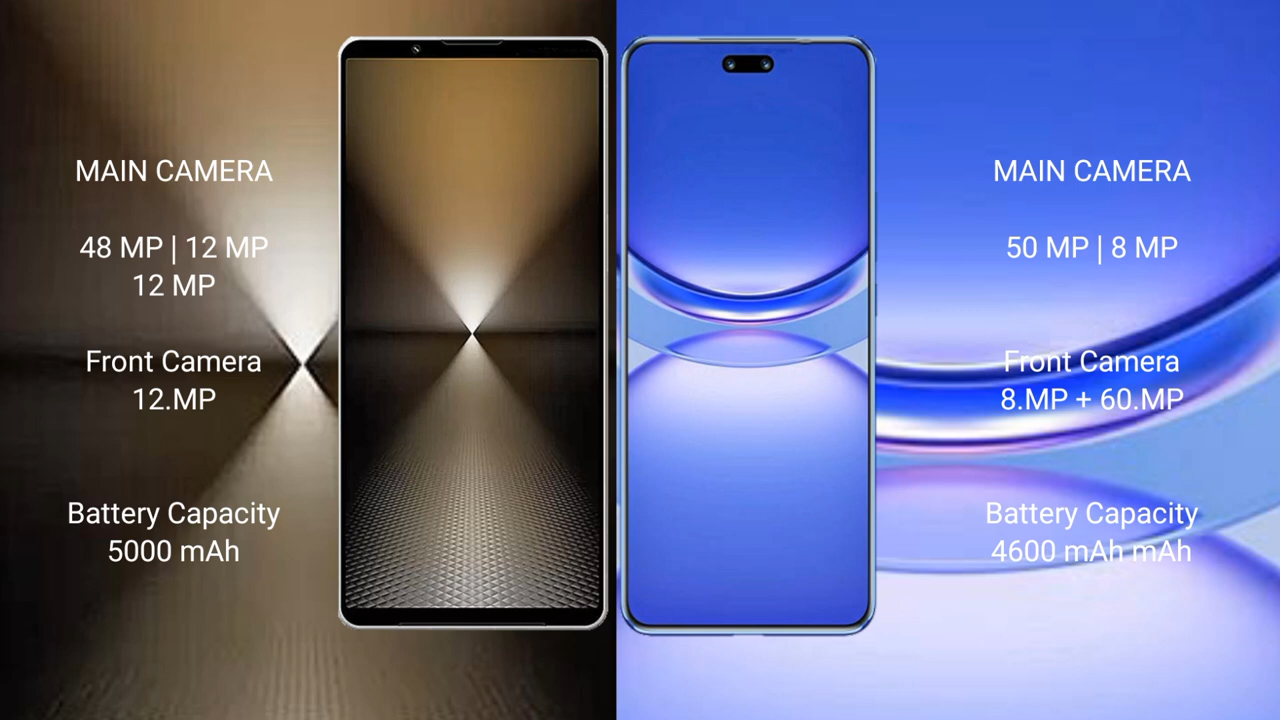 MAIN CAMERA
48 MP | 12 MP
12 MP
Front Camera
12.MP
Battery Capacity
5000 mAh
MAIN CAMERA
50 MP | 8 MP
Front Camera
8.MP + 60.MP
Battery Capacity
4600 mAh mAh